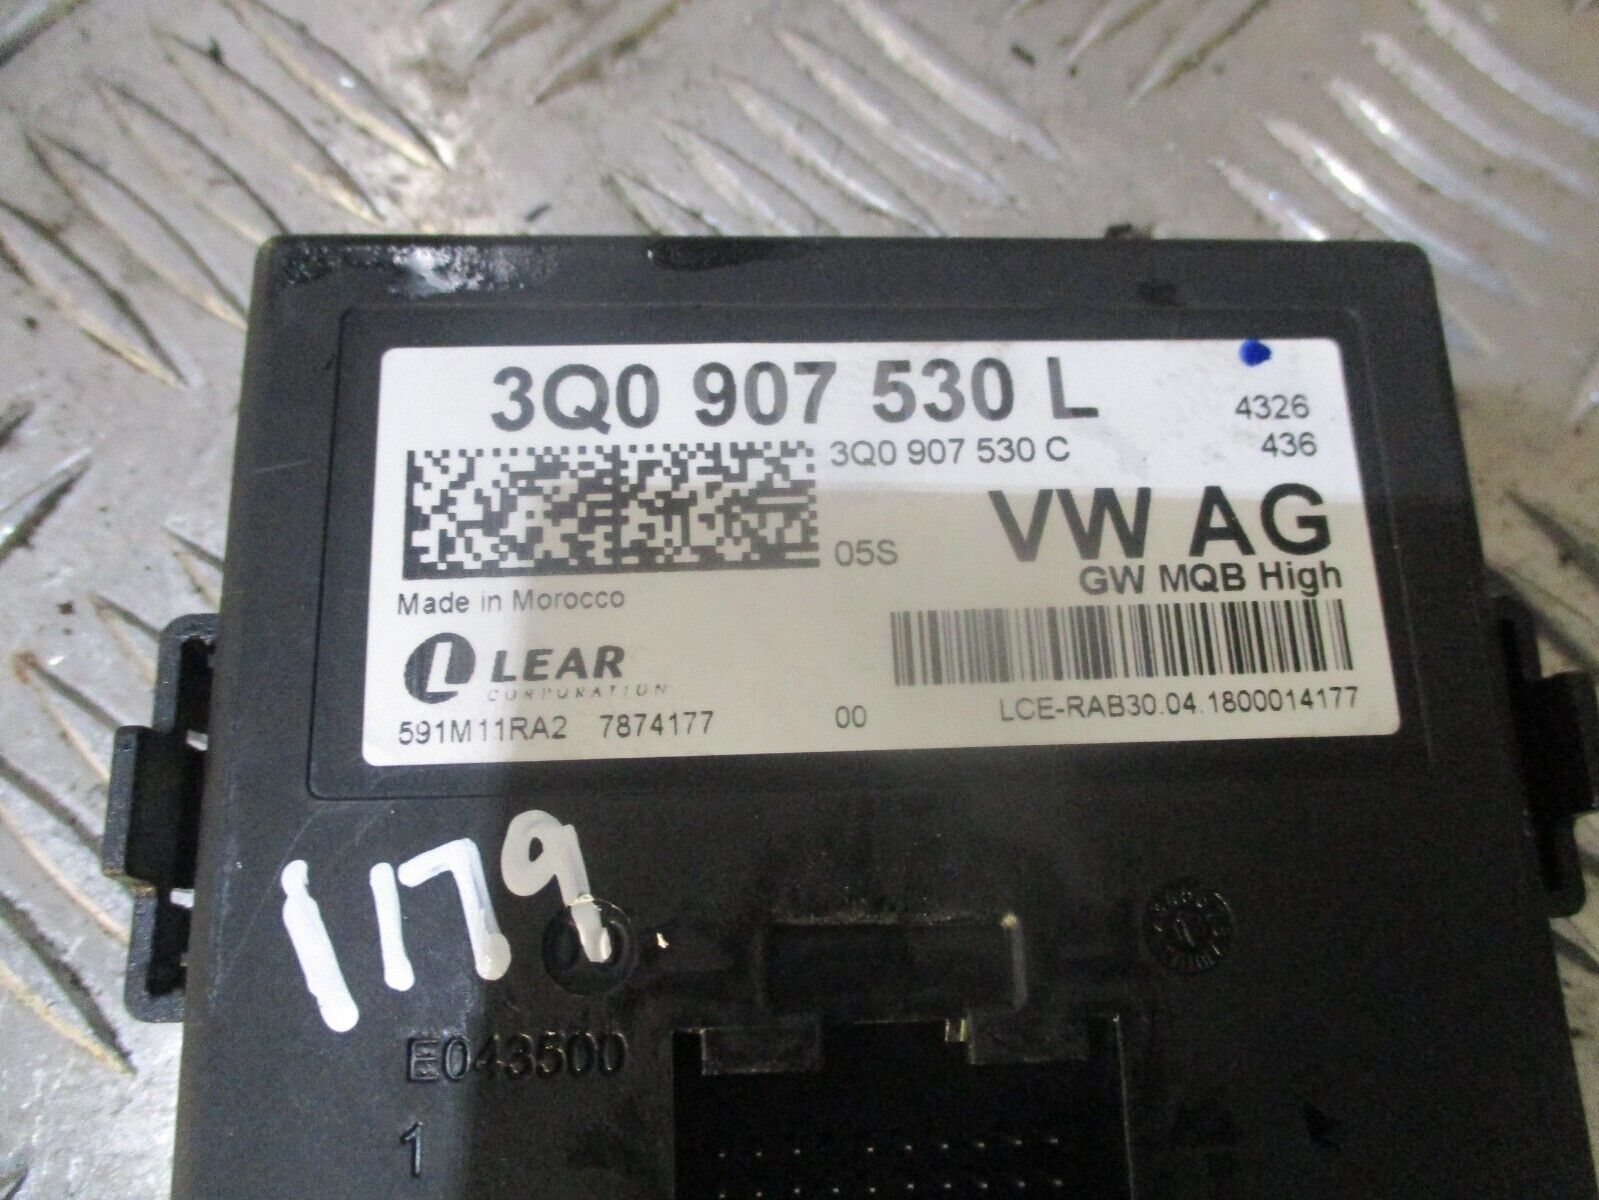 3Q0 907 530 L
4326
3Q0 907 530 C
436
VW AG
05S
GW MQB High
Made in Morocco
L LEAR
CORPORATION
LCE-RAB30.04.1800014177
591M11RA2 7874177 00
1179
E043500
1